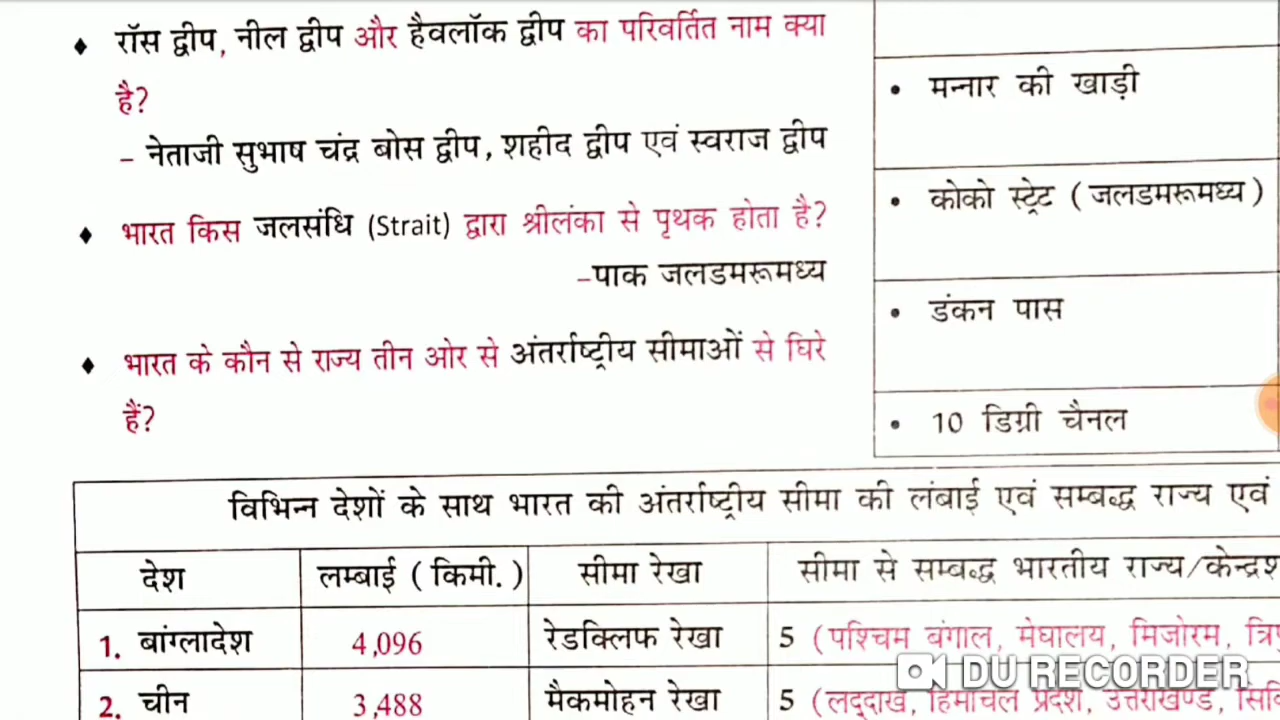 ♦ रॉस द्वीप, नील द्वीप और हैवलॉक द्वीप का परिवर्तित नाम क्या
है?
– नेताजी सुभाष चंद्र बोस द्वीप, शहीद द्वीप एवं स्वराज द्वीप
♦ भारत किस जलसंधि (Strait) द्वारा श्रीलंका से पृथक होता है?
–पाक जलडमरूमध्य
♦ भारत के कौन से राज्य तीन ओर से अंतर्राष्ट्रीय सीमाओं से घिरे
हैं?
• मन्नार की खाड़ी
• कोको स्ट्रेट (जलडमरूमध्य)
• डंकन पास
• 10 डिग्री चैनल
विभिन्न देशों के साथ भारत की अंतर्राष्ट्रीय सीमा की लंबाई एवं सम्बद्ध राज्य एवं
देश लम्बाई (किमी.) सीमा रेखा सीमा से सम्बद्ध भारतीय राज्य/केन्द्रश
1. बांग्लादेश 4,096 रेडक्लिफ रेखा 5 (पश्चिम बंगाल, मेघालय, मिजोरम,
2. चीन 3,488 मैकमोहन रेखा 5 (लद्दाख, हिमाचल प्रदेश, उत्तराखण्ड,
DU RECORDER